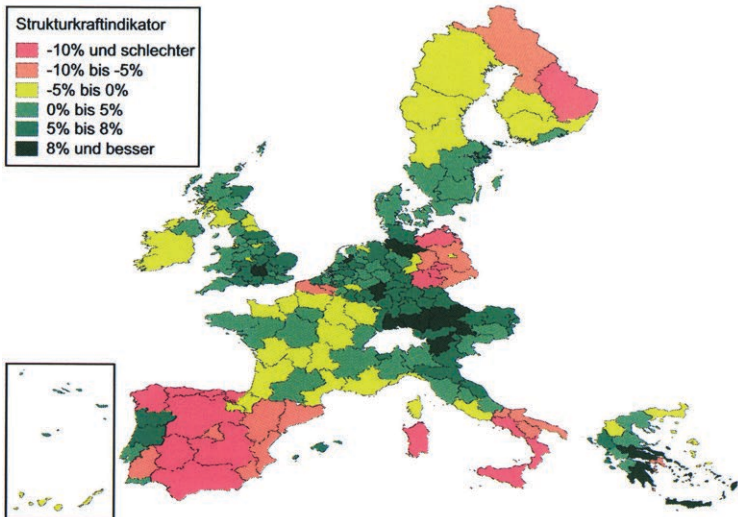 Strukturkraftindikator
-10% und schlechter
-10% bis -5%
-5% bis 0%
0% bis 5%
5% bis 8%
8% und besser